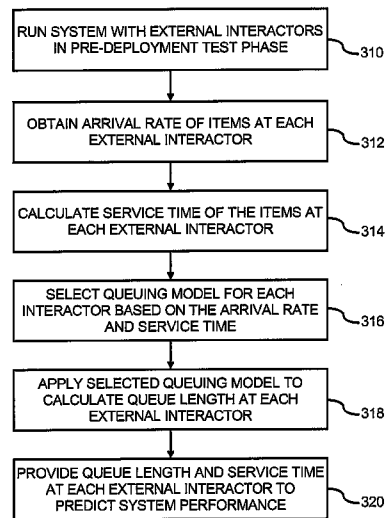 RUN SYSTEM WITH EXTERNAL INTERACTORS
IN PRE-DEPLOYMENT TEST PHASE
310
OBTAIN ARRIVAL RATE OF ITEMS AT EACH
EXTERNAL INTERACTOR
312
CALCULATE SERVICE TIME OF THE ITEMS AT
EACH EXTERNAL INTERACTOR
314
SELECT QUEUING MODEL FOR EACH
INTERACTOR BASED ON THE ARRIVAL RATE
AND SERVICE TIME
316
APPLY SELECTED QUEUING MODEL TO
CALCULATE QUEUE LENGTH AT EACH
EXTERNAL INTERACTOR
318
PROVIDE QUEUE LENGTH AND SERVICE TIME
AT EACH EXTERNAL INTERACTOR TO
PREDICT SYSTEM PERFORMANCE
320